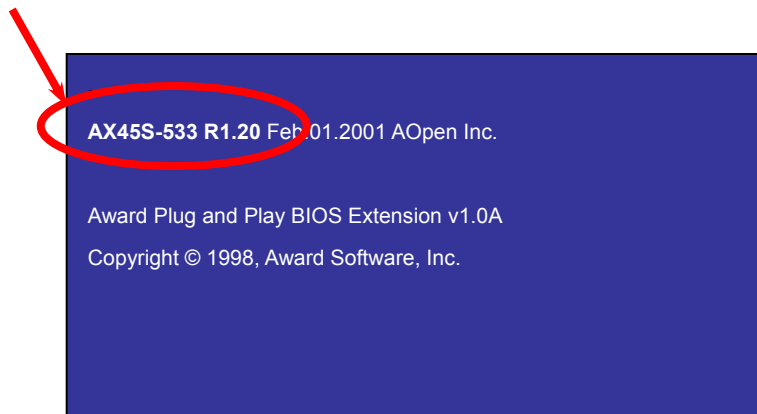 AX45S-533 R1.20 Feb.01.2001 AOpen Inc.
Award Plug and Play BIOS Extension v1.0A
Copyright © 1998, Award Software, Inc.